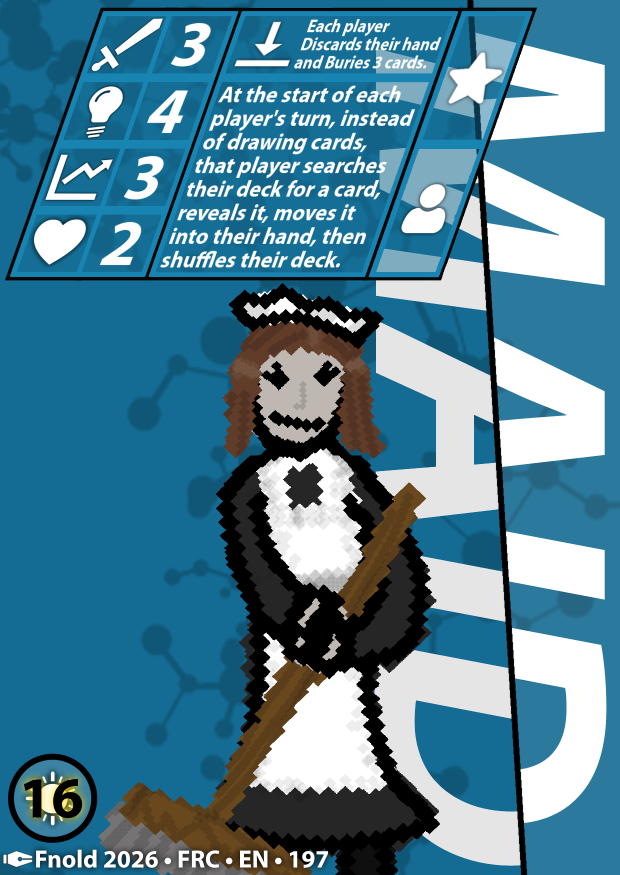 3
Each player
Discards their hand
and Buries 3 cards.
4
3
2
At the start of each
player's turn, instead
of drawing cards,
that player searches
their deck for a card,
reveals it, moves it
into their hand, then
shuffles their deck.
MAID
16
Fnold 2026 • FRC • EN • 197